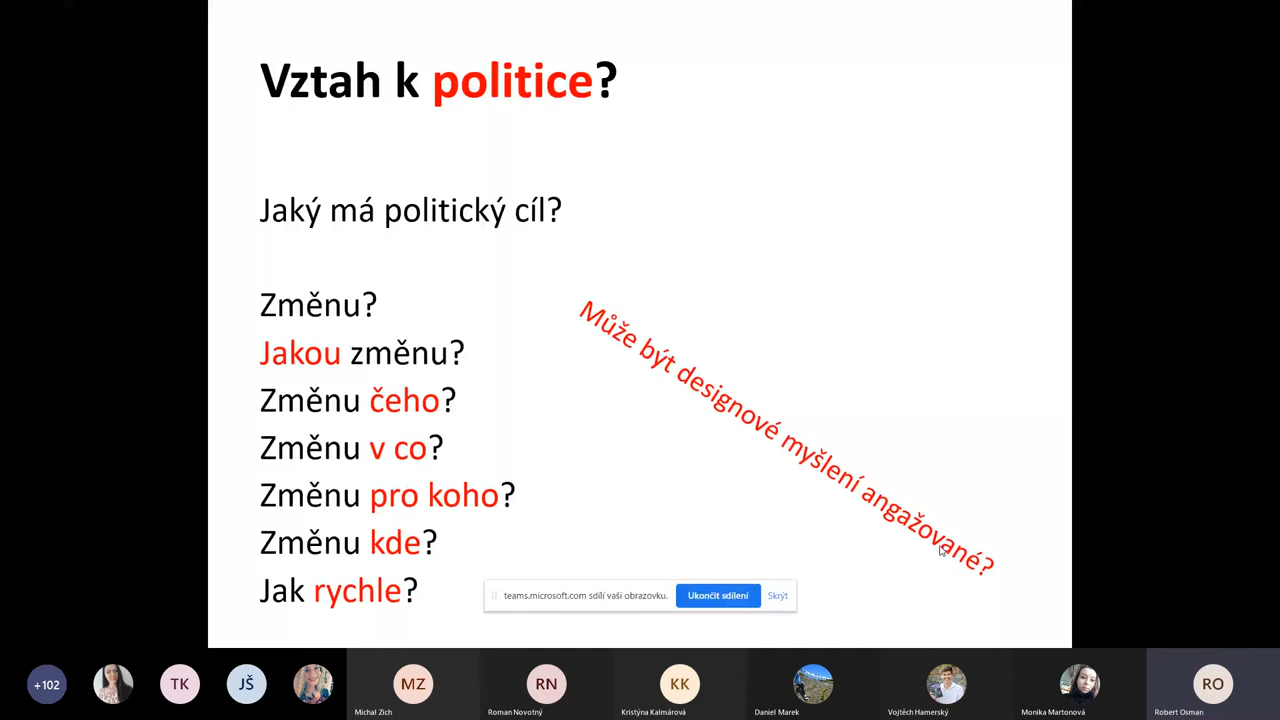 Vztah k politice?
Jaký má politický cíl?
Změnu?
Jakou změnu?
Změnu čeho?
Změnu v co?
Změnu pro koho?
Změnu kde?
Jak rychle?
Může být designové myšlení angažované?
teams.microsoft.com sdílí vaši obrazovku.
Ukončit sdílení
Skrýt
+102
TK
JŠ
MZ
RN
KK
RO
Michal Zich
Roman Novotný
Kristýna Kalmárová
Daniel Marek
Vojtěch Hamerský
Monika Martonová
Robert Osman